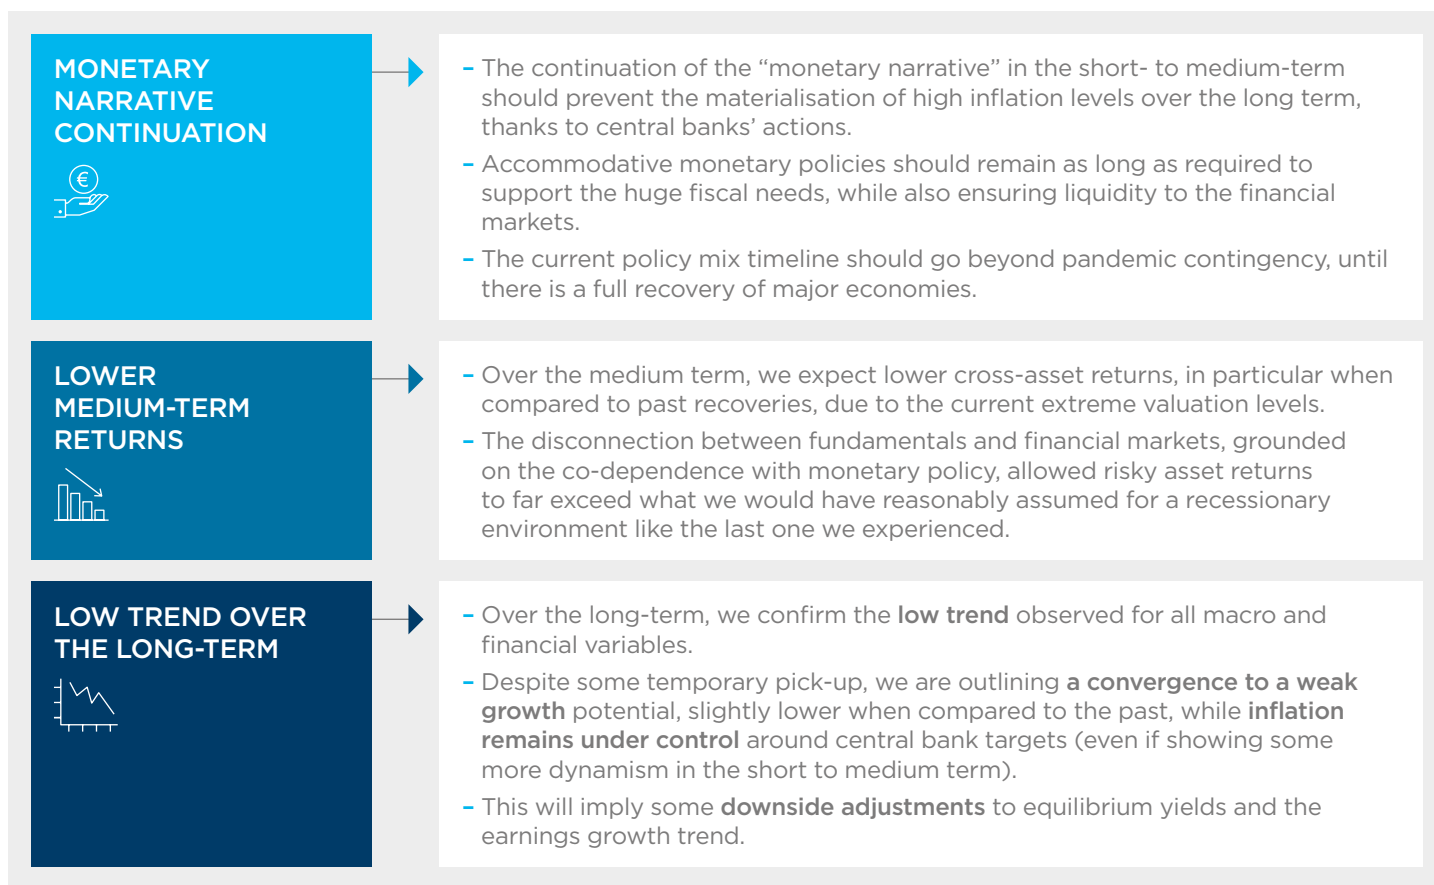 MONETARY
NARRATIVE
CONTINUATION
€
– The continuation of the “monetary narrative” in the short- to medium-term
should prevent the materialisation of high inflation levels over the long term,
thanks to central banks’ actions.
– Accommodative monetary policies should remain as long as required to
support the huge fiscal needs, while also ensuring liquidity to the financial
markets.
– The current policy mix timeline should go beyond pandemic contingency, until
there is a full recovery of major economies.
LOWER
MEDIUM-TERM
RETURNS
– Over the medium term, we expect lower cross-asset returns, in particular when
compared to past recoveries, due to the current extreme valuation levels.
– The disconnection between fundamentals and financial markets, grounded
on the co-dependence with monetary policy, allowed risky asset returns
to far exceed what we would have reasonably assumed for a recessionary
environment like the last one we experienced.
LOW TREND OVER
THE LONG-TERM
– Over the long-term, we confirm the low trend observed for all macro and
financial variables.
– Despite some temporary pick-up, we are outlining a convergence to a weak
growth potential, slightly lower when compared to the past, while inflation
remains under control around central bank targets (even if showing some
more dynamism in the short to medium term).
– This will imply some downside adjustments to equilibrium yields and the
earnings growth trend.